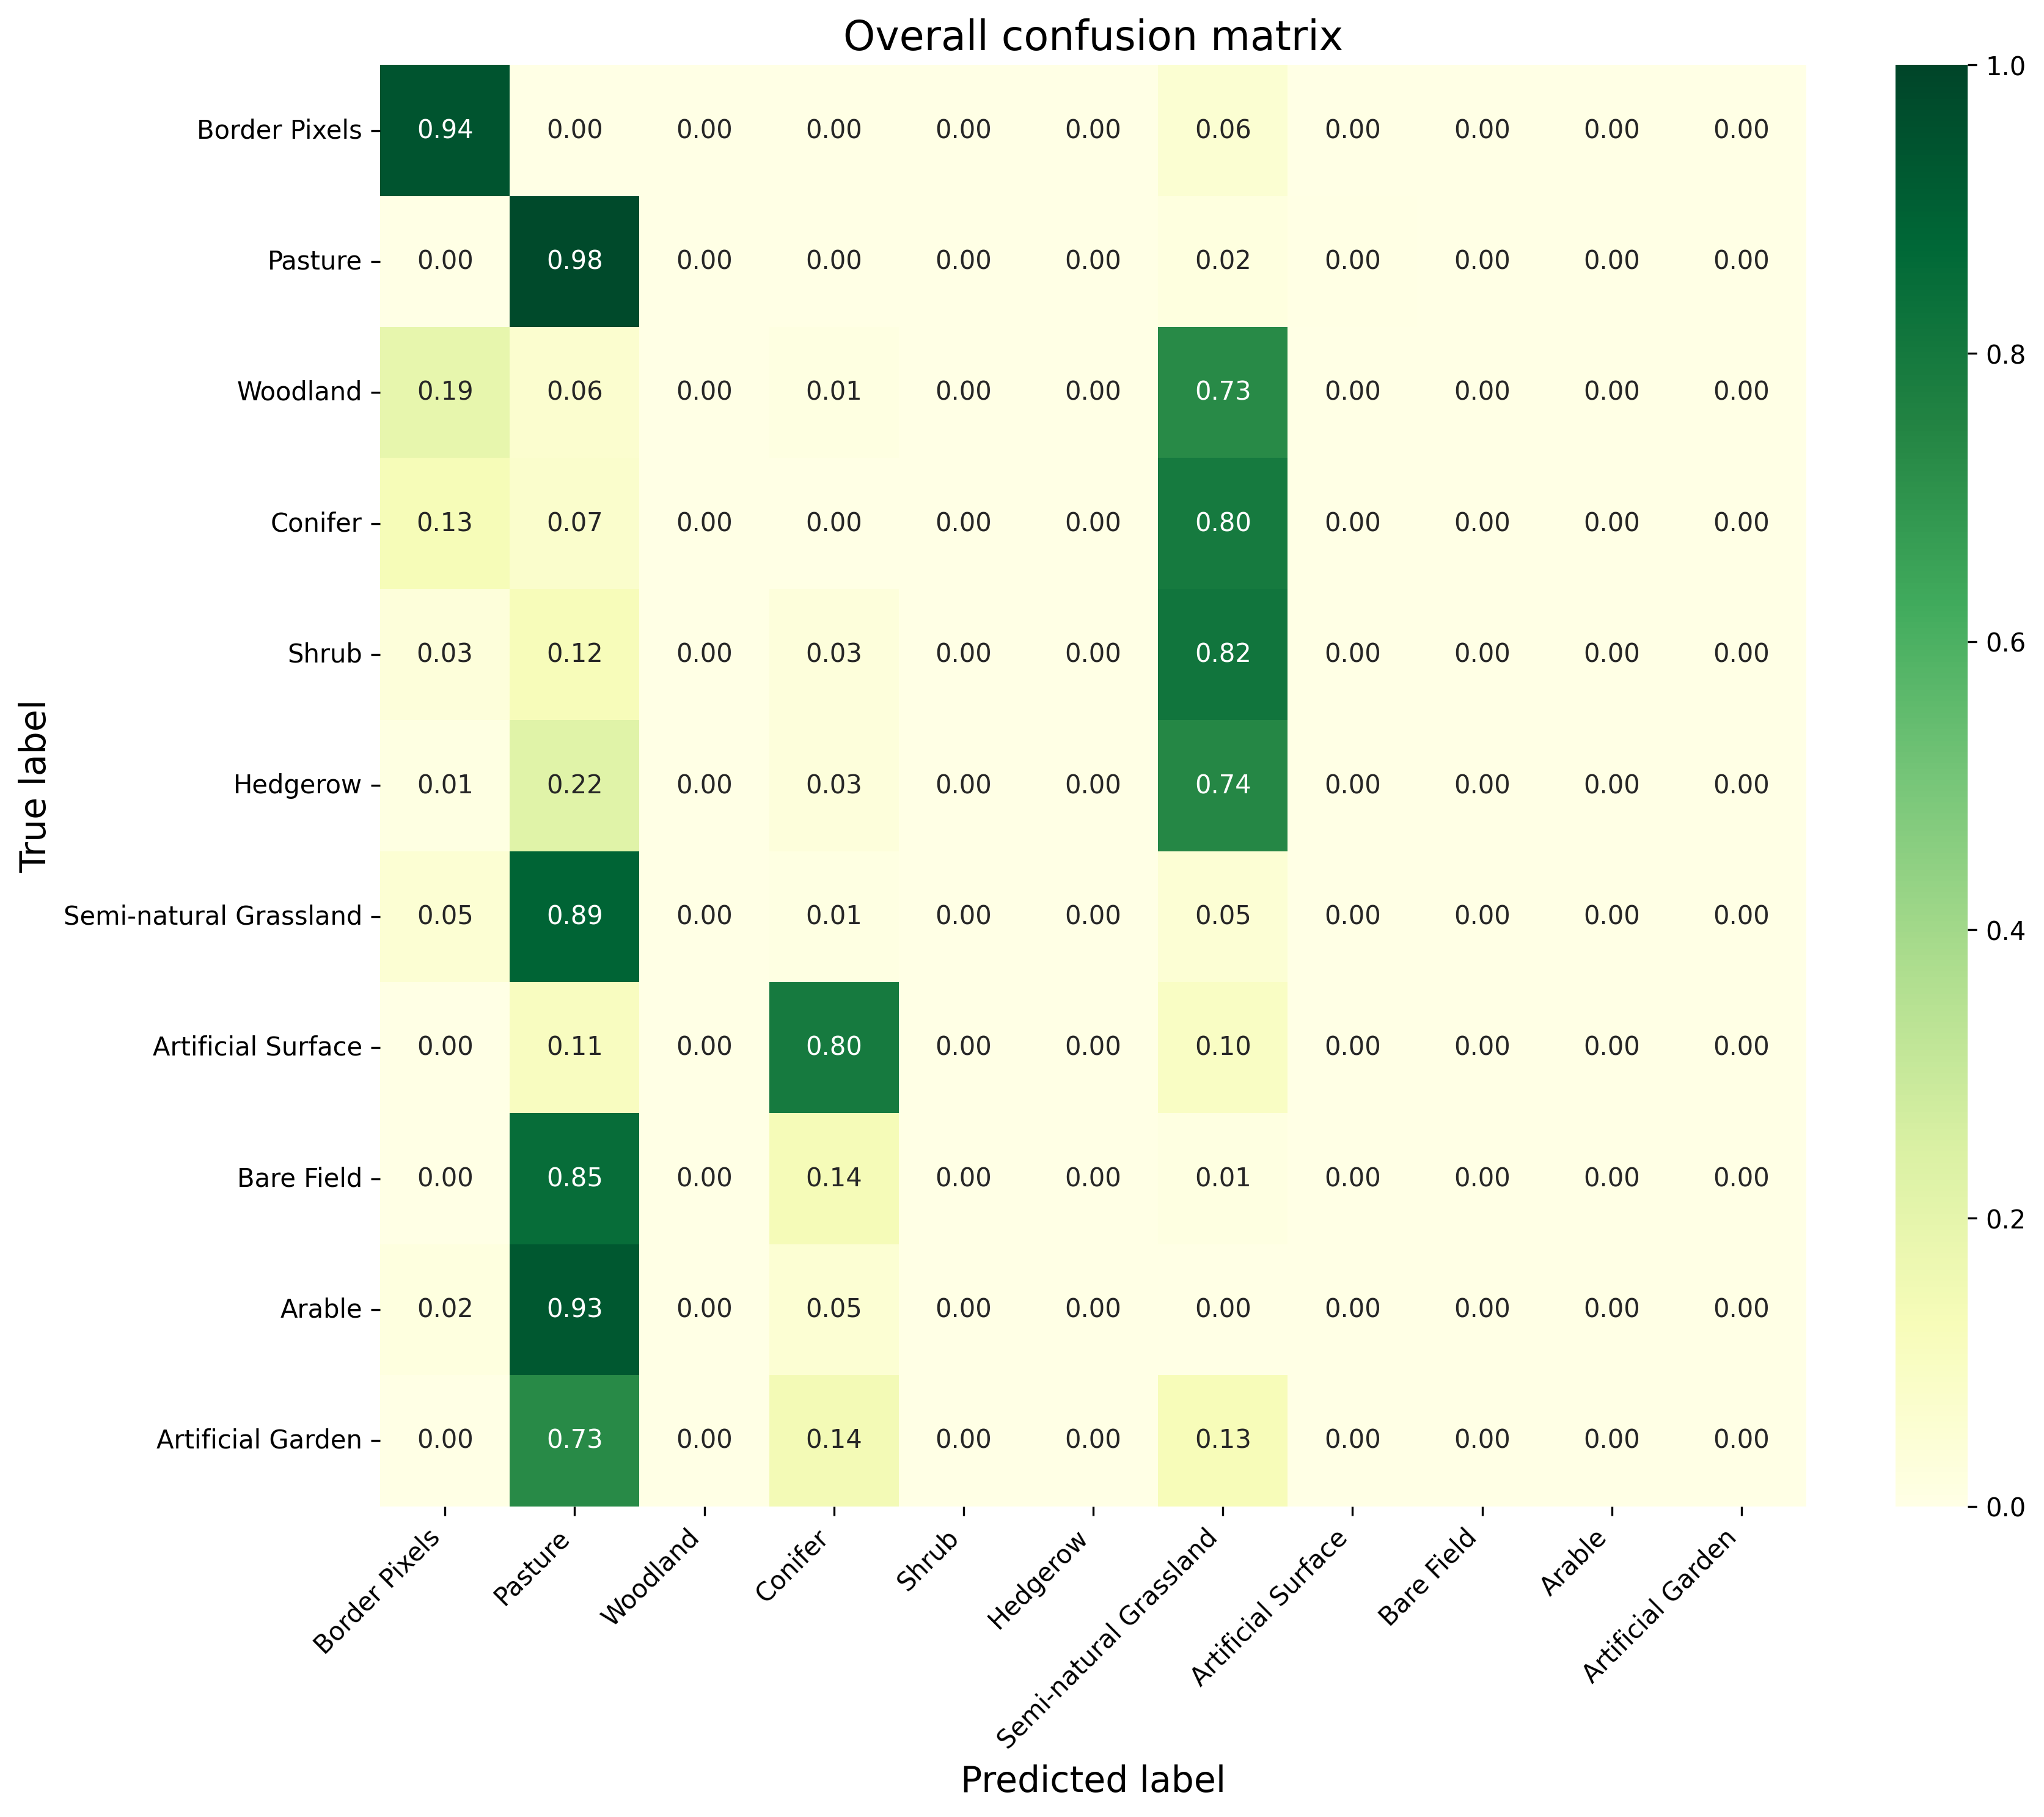 Overall confusion matrix
Border Pixels 0.94 0.00 0.00 0.00 0.00 0.00 0.06 0.00 0.00 0.00 0.00
Pasture 0.00 0.98 0.00 0.00 0.00 0.00 0.02 0.00 0.00 0.00 0.00
Woodland 0.19 0.06 0.00 0.01 0.00 0.00 0.73 0.00 0.00 0.00 0.00
Conifer 0.13 0.07 0.00 0.00 0.00 0.00 0.80 0.00 0.00 0.00 0.00
Shrub 0.03 0.12 0.00 0.03 0.00 0.00 0.82 0.00 0.00 0.00 0.00
Hedgerow 0.01 0.22 0.00 0.03 0.00 0.00 0.74 0.00 0.00 0.00 0.00
Semi-natural Grassland 0.05 0.89 0.00 0.01 0.00 0.00 0.05 0.00 0.00 0.00 0.00
Artificial Surface 0.00 0.11 0.00 0.80 0.00 0.00 0.10 0.00 0.00 0.00 0.00
Bare Field 0.00 0.85 0.00 0.14 0.00 0.00 0.01 0.00 0.00 0.00 0.00
Arable 0.02 0.93 0.00 0.05 0.00 0.00 0.00 0.00 0.00 0.00 0.00
Artificial Garden 0.00 0.73 0.00 0.14 0.00 0.00 0.13 0.00 0.00 0.00 0.00
True label
Border Pixels
Pasture
Woodland
Conifer
Shrub
Hedgerow
Semi-natural Grassland
Artificial Surface
Bare Field
Arable
Artificial Garden
Predicted label
1.0
0.8
0.6
0.4
0.2
0.0